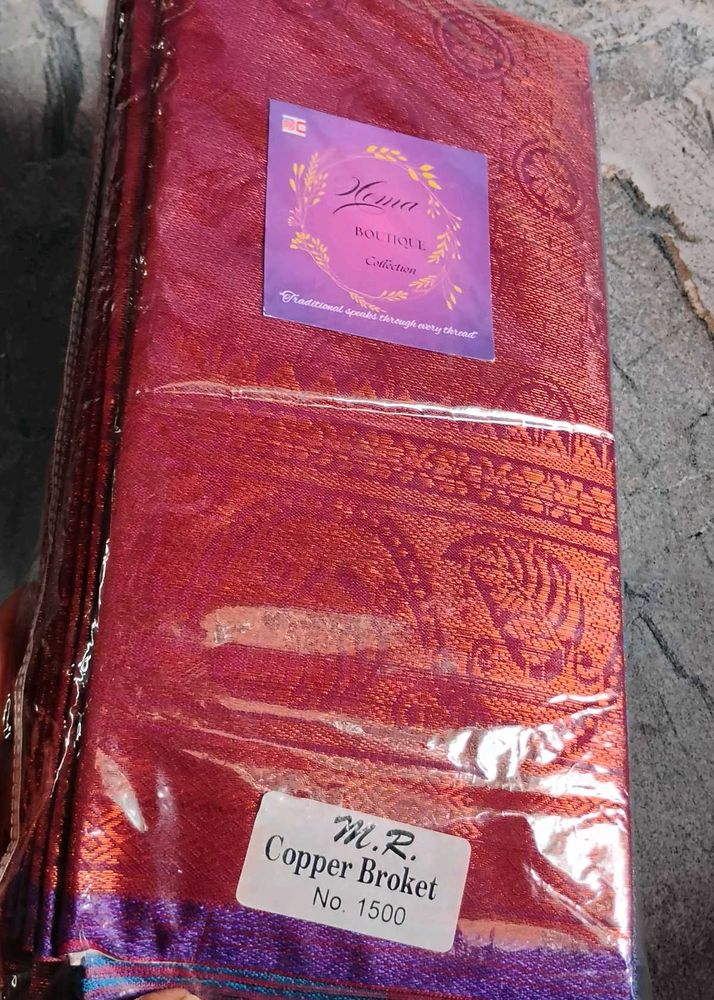 Hema
BOUTIQUE
Collection
Traditional speaks through every thread
M.R.
Copper Broket
No. 1500